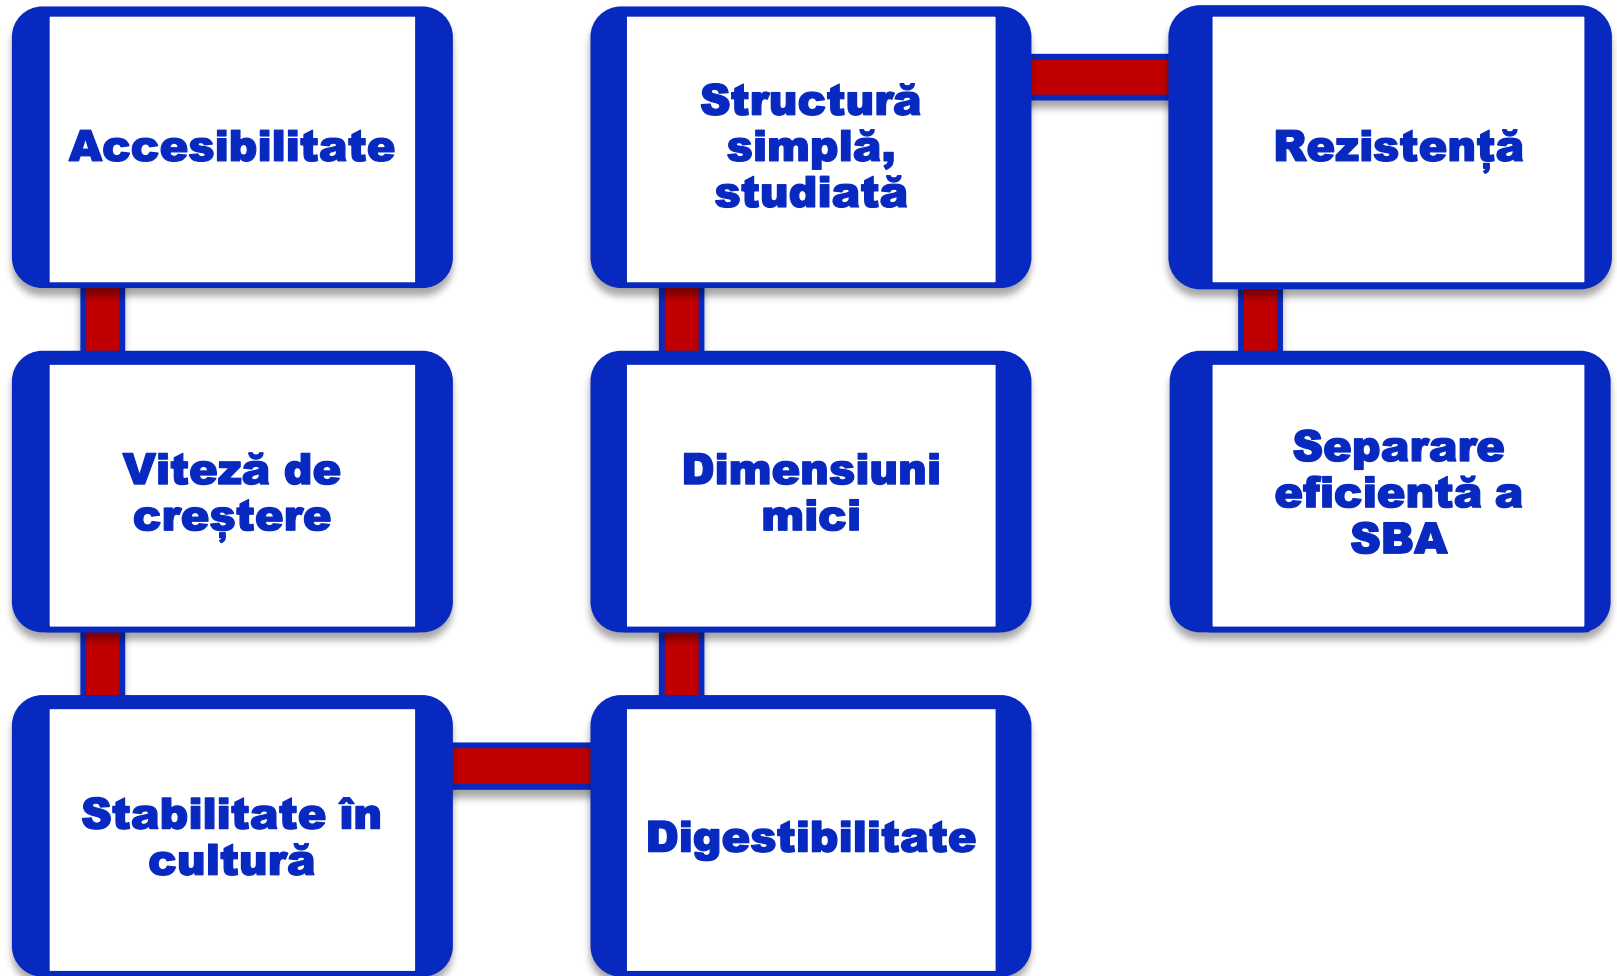 Accesibilitate
Viteză de
creștere
Stabilitate în
cultură
Digestibilitate
Dimensiuni
mici
Structură
simplă,
studiată
Rezistență
Separare
eficientă a
SBA